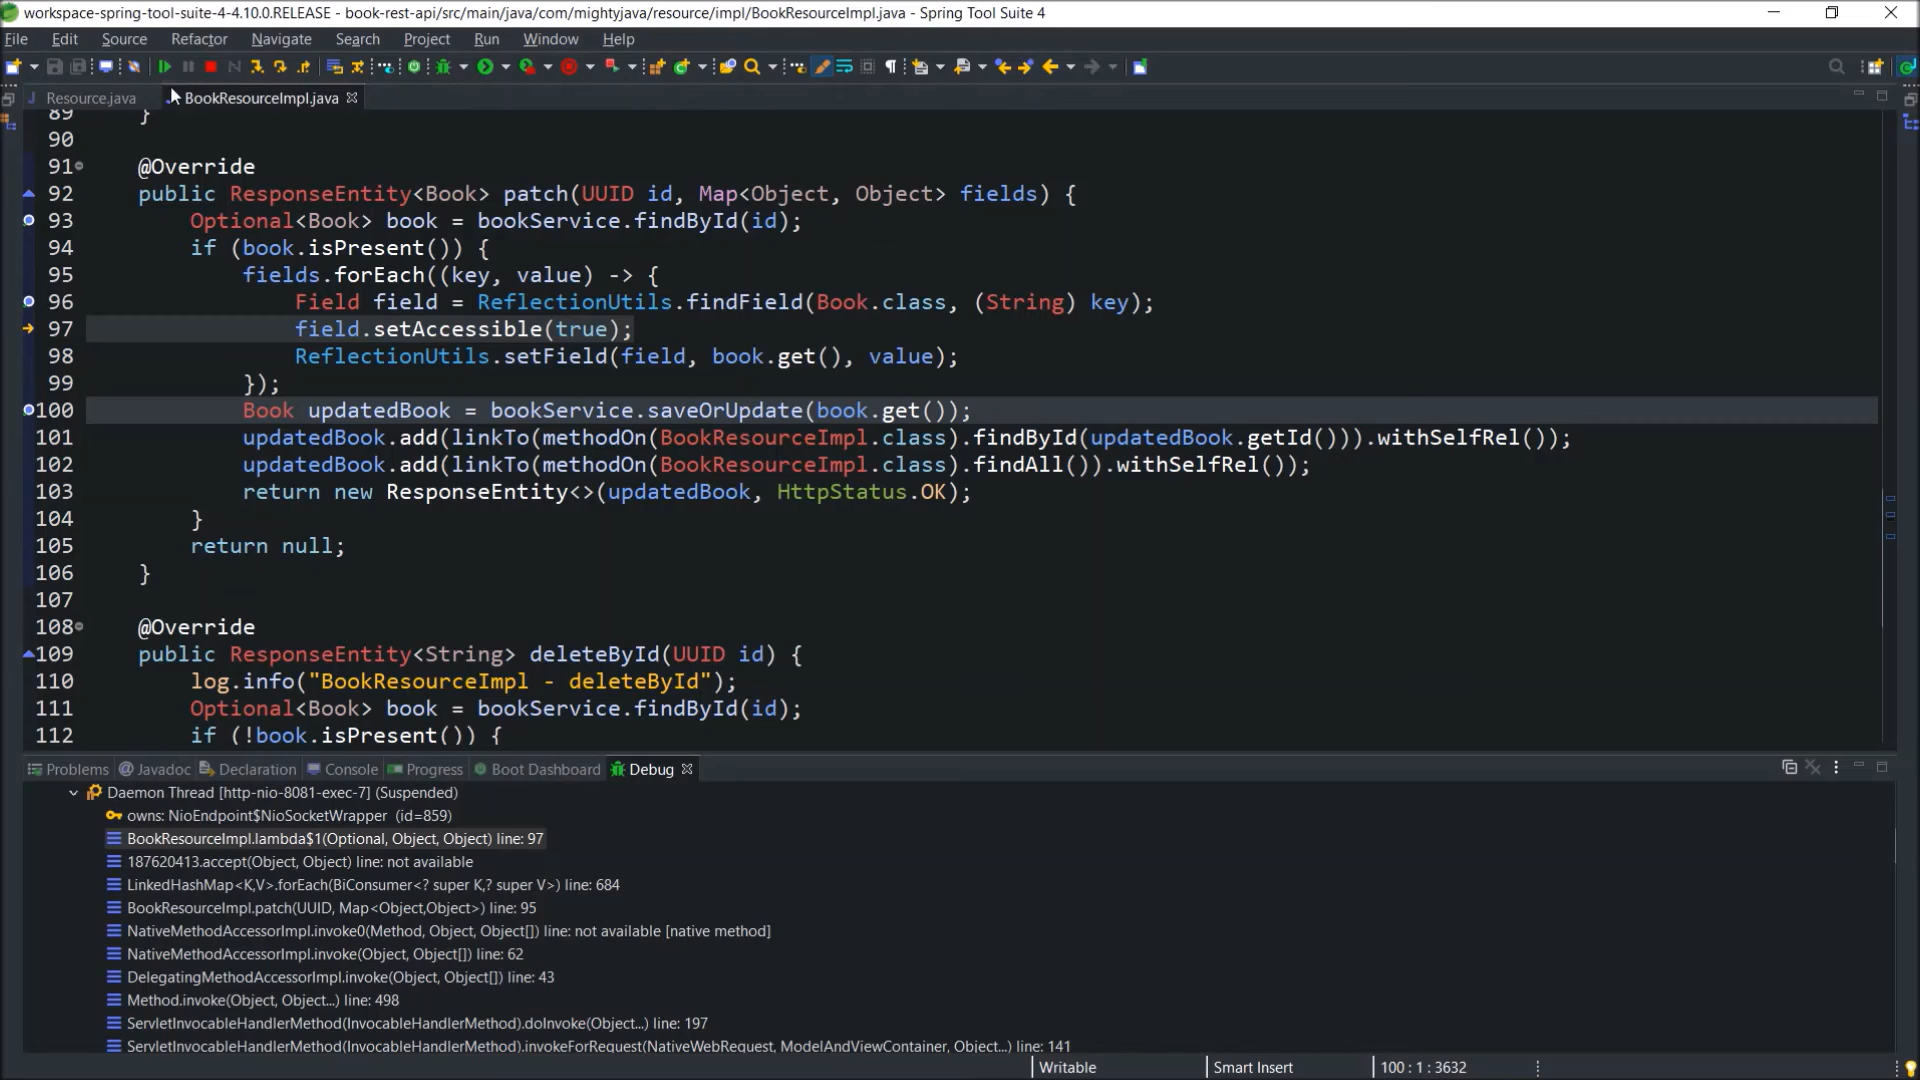 workspace-spring-tool-suite-4-4.10.0.RELEASE - book-rest-api/src/main/java/com/mightyjava/resource/impl/BookResourceImpl.java - Spring Tool Suite 4
File Edit Source Refactor Navigate Search Project Run Window Help
Resource.java BookResourceImpl.java
89 }
90
91 @Override
92 public ResponseEntity<Book> patch(UUID id, Map<Object, Object> fields) {
93 Optional<Book> book = bookService.findById(id);
94 if (book.isPresent()) {
95 fields.forEach((key, value) -> {
96 Field field = ReflectionUtils.findField(Book.class, (String) key);
97 field.setAccessible(true);
98 ReflectionUtils.setField(field, book.get(), value);
99 });
100 Book updatedBook = bookService.saveOrUpdate(book.get());
101 updatedBook.add(linkTo(methodOn(BookResourceImpl.class).findById(updatedBook.getId())).withSelfRel());
102 updatedBook.add(linkTo(methodOn(BookResourceImpl.class).findAll()).withSelfRel());
103 return new ResponseEntity<>(updatedBook, HttpStatus.OK);
104 }
105 return null;
106 }
107
108 @Override
109 public ResponseEntity<String> deleteById(UUID id) {
110 log.info("BookResourceImpl - deleteById");
111 Optional<Book> book = bookService.findById(id);
112 if (!book.isPresent()) {
Problems @ Javadoc Declaration Console Progress Boot Dashboard Debug
Daemon Thread [http-nio-8081-exec-7] (Suspended)
owns: NioEndpoint$NioSocketWrapper (id=859)
BookResourceImpl.lambda$1(Optional, Object, Object) line: 97
187620413.accept(Object, Object) line: not available
LinkedHashMap<K,V>.forEach(BiConsumer<? super K,? super V>) line: 684
BookResourceImpl.patch(UUID, Map<Object,Object>) line: 95
NativeMethodAccessorImpl.invoke0(Method, Object, Object[]) line: not available [native method]
NativeMethodAccessorImpl.invoke(Object, Object[]) line: 62
DelegatingMethodAccessorImpl.invoke(Object, Object[]) line: 43
Method.invoke(Object, Object...) line: 498
ServletInvocableHandlerMethod(InvocableHandlerMethod).doInvoke(Object...) line: 197
ServletInvocableHandlerMethod(InvocableHandlerMethod).invokeForRequest(NativeWebRequest, ModelAndViewContainer, Object...) line: 141
Writable Smart Insert 100 : 1 : 3632